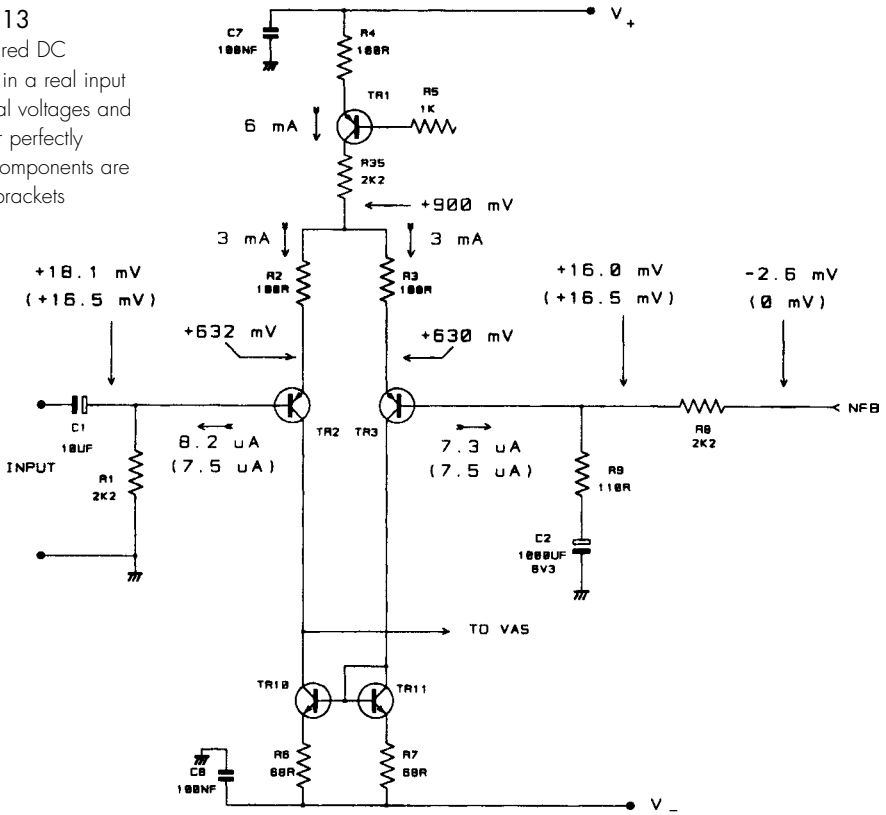 13
red DC
in a real input
al voltages and
r perfectly
omponents are
brackets
V+
C7
100NF
R4
100R
TR1
R5
1K
6 mA
R35
2K2
+900 mV
3 mA
3 mA
R2
100R
R3
100R
+18.1 mV
(+16.5 mV)
+16.0 mV
(+16.5 mV)
-2.6 mV
(0 mV)
+632 mV
+630 mV
C1
10UF
TR2
TR3
8.2 uA
(7.5 uA)
7.3 uA
(7.5 uA)
R8
2K2
NFB
INPUT
R1
2K2
R9
110R
C2
1000UF
6V3
TO VAS
TR10
TR11
R6
68R
R7
68R
C8
100NF
V-